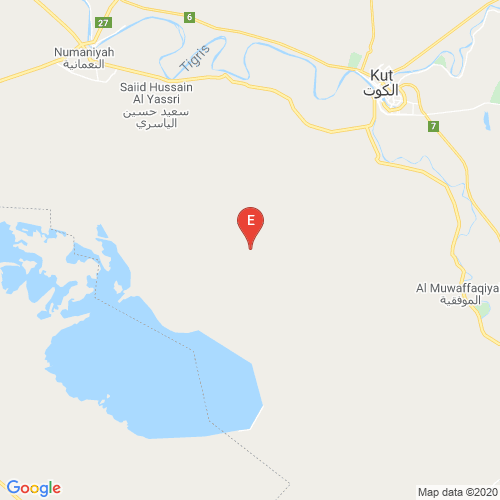 27
6
Numaniyah
النعمانية
Tigris
Kut
الكوت
Saiid Hussain
Al Yassri
سعيد حسين
الياسري
7
E
Al Muwaffaqiya
الموفقية
Google
Map data ©2020